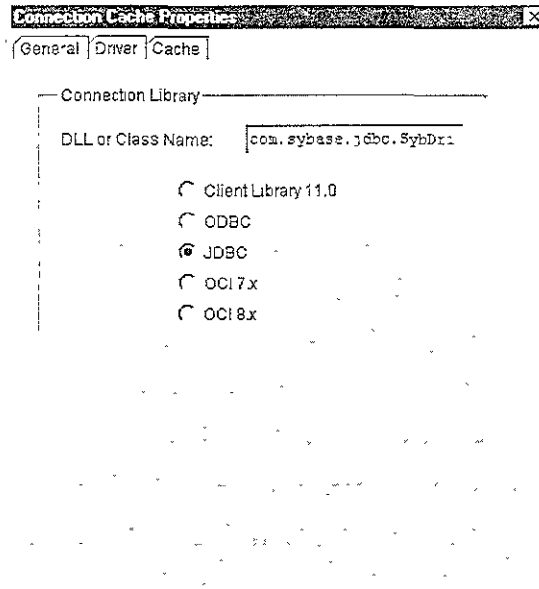 Connection Cache Properties
General Driver Cache
Connection Library
DLL or Class Name: com.sybase.jdbc.SybDri
Client Library 11.0
ODBC
JDBC
OCI 7.x
OCI 8.x